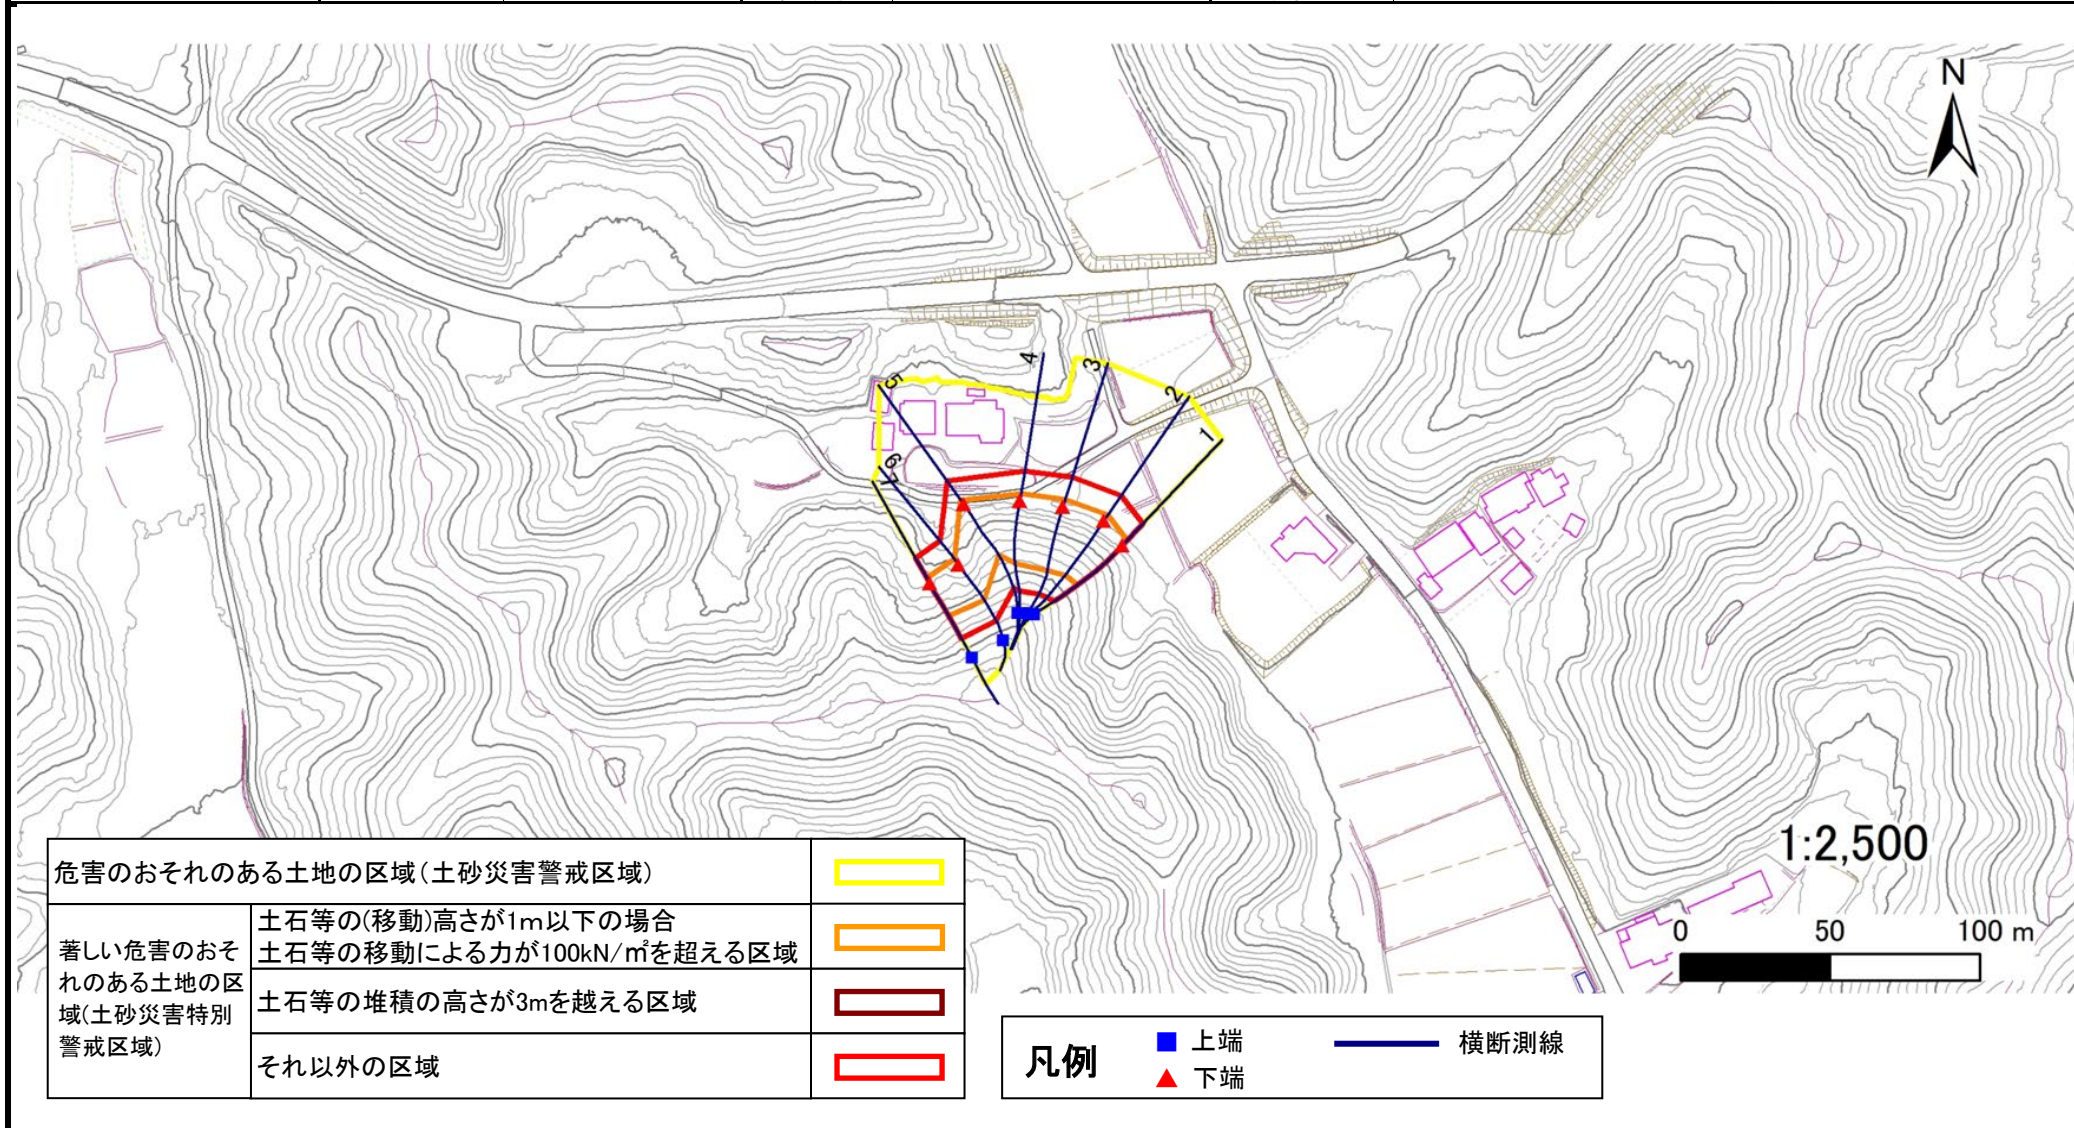 N
4
3
5
2
1
6
7
1:2,500
0 50 100 m
危害のおそれのある土地の区域(土砂災害警戒区域)
著しい危害のおそ
れのある土地の区
域(土砂災害特別
警戒区域)
土石等の(移動)高さが1m以下の場合
土石等の移動による力が100kN/㎡を超える区域
土石等の堆積の高さが3mを越える区域
それ以外の区域
凡例
上端
下端
横断測線